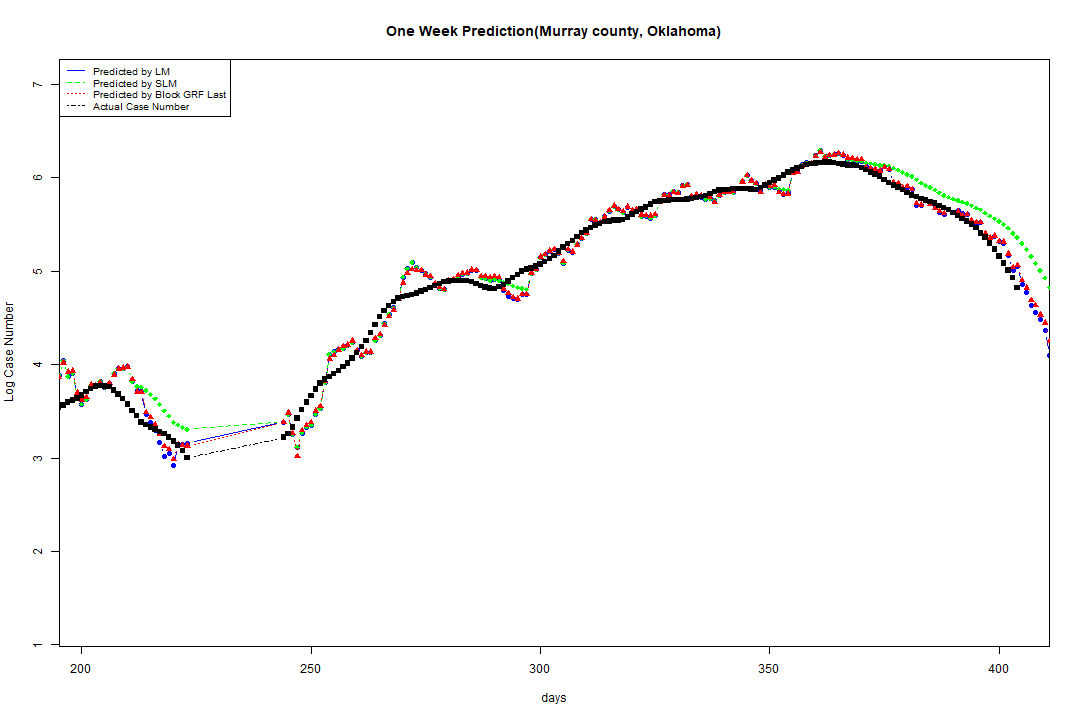 One Week Prediction(Murray county, Oklahoma)
Predicted by LM
Predicted by SLM
Predicted by Block GRF Last
Actual Case Number
7
6
5
4
3
2
1
Log Case Number
200 250 300 350 400
days